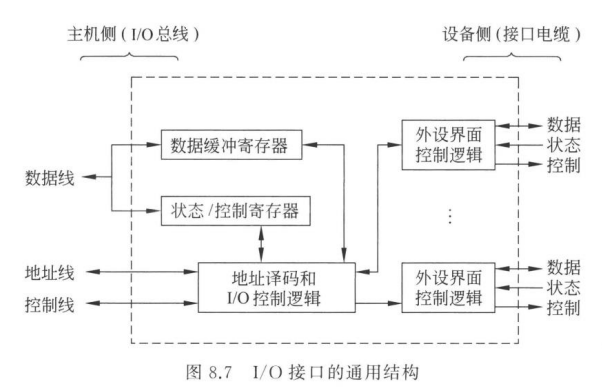 主机侧(I/O总线)
设备侧(接口电缆)
数据缓冲寄存器
外设界面
控制逻辑
数据
状态
控制
数据线
状态/控制寄存器
⋮
地址线
控制线
地址译码和
I/O控制逻辑
外设界面
控制逻辑
数据
状态
控制
图 8.7 I/O 接口的通用结构